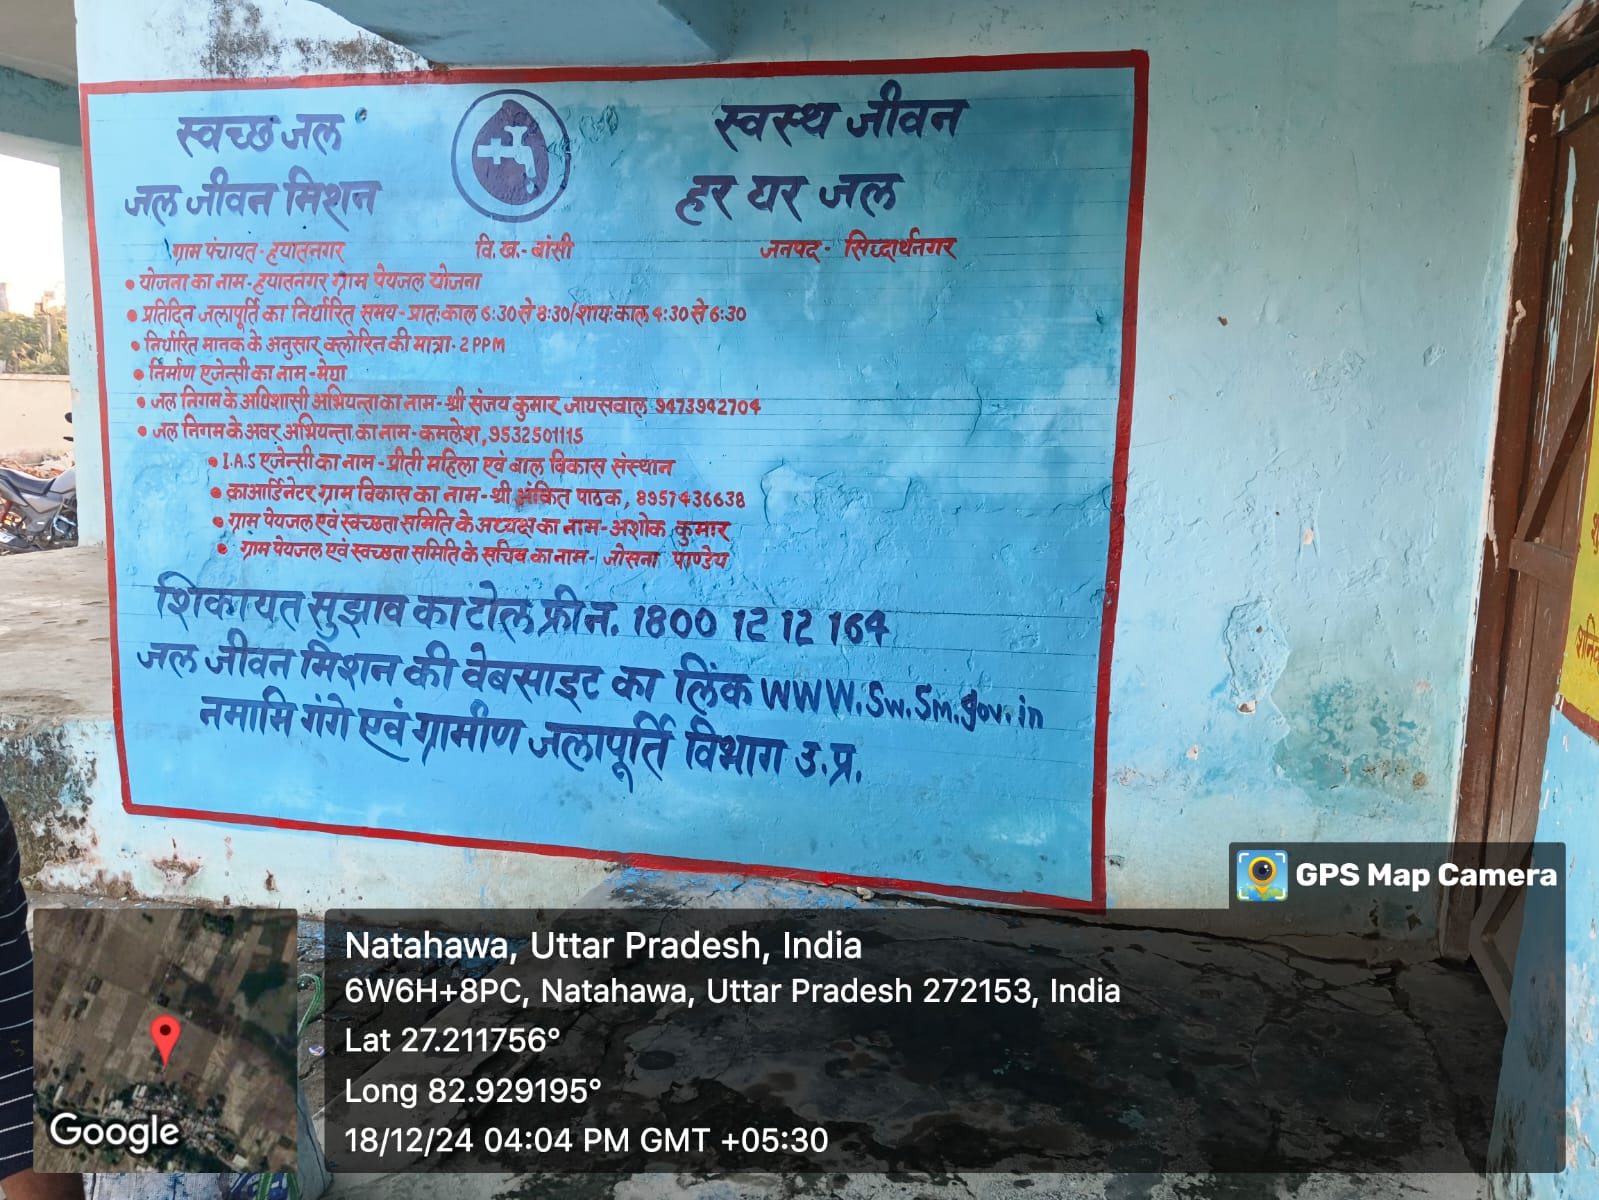 स्वच्छ जल
स्वस्थ जीवन
जल जीवन मिशन
हर घर जल
ग्राम पंचायत - हयातनगर वि.ख.- बांसी जनपद - सिध्दार्थनगर
• योजना का नाम - हयातनगर ग्राम पेयजल योजना
• प्रतिदिन जलापूर्ति का निर्धारित समय - प्रातःकाल 6:30 से 8:30/शायःकाल 4:30 से 6:30
• निर्धारित मानक के अनुसार क्लोरिन की मात्रा - 2 PPM
• निर्माण एजेन्सी का नाम - मेघा
• जल निगम के अधिशासी अभियन्ता का नाम - श्री संजय कुमार जायसवाल 9473942704
• जल निगम के अवर अभियन्ता का नाम - कमलेश, 9532501115
• I.A.S एजेन्सी का नाम - प्रीती महिला एवं बाल विकास संस्थान
• काआर्डिनेटर ग्राम विकास का नाम - श्री अंकित पाठक, 8957436638
• ग्राम पेयजल एवं स्वच्छता समिति के अध्यक्ष का नाम - अशोक कुमार
• ग्राम पेयजल एवं स्वच्छता समिति के सचिव का नाम - जोसना पाण्डेय
शिकायत सुझाव का टोल फ्री न. 1800 12 12 164
जल जीवन मिशन की वेबसाइट का लिंक WWW.Sw.Sm.gov.in
नमामि गंगे एवं ग्रामीण जलापूर्ति विभाग उ.प्र.
GPS Map Camera
Natahawa, Uttar Pradesh, India
6W6H+8PC, Natahawa, Uttar Pradesh 272153, India
Lat 27.211756°
Long 82.929195°
18/12/24 04:04 PM GMT +05:30
Google